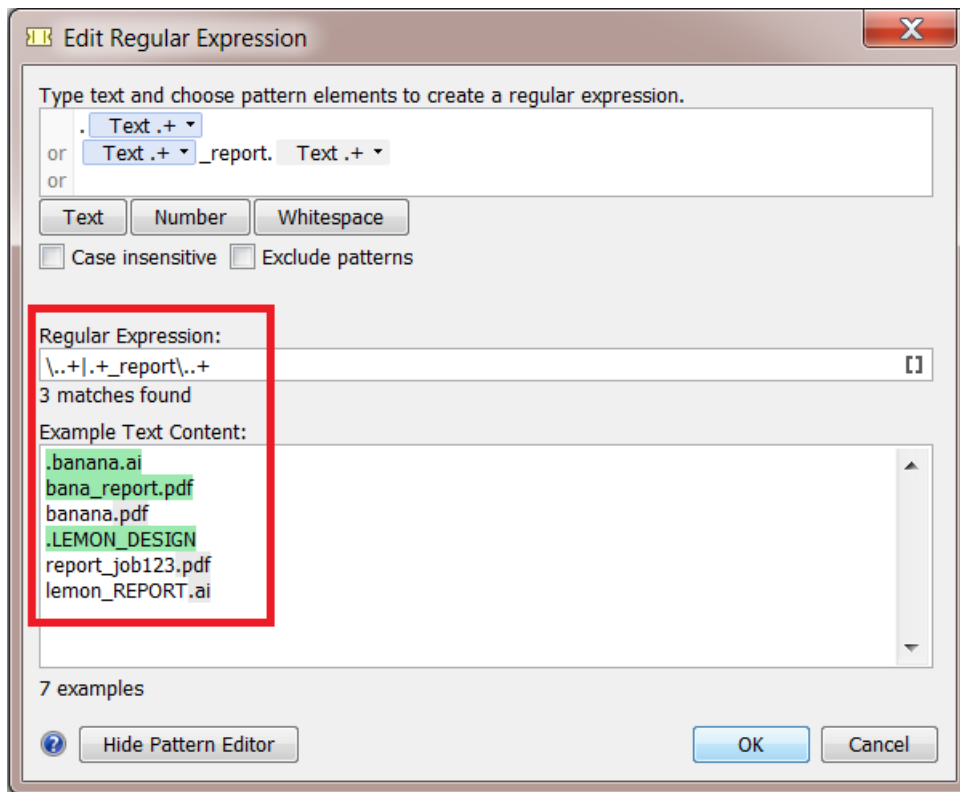 Edit Regular Expression
Type text and choose pattern elements to create a regular expression.
. Text .+
or Text .+ _report. Text .+
or
Text Number Whitespace
Case insensitive Exclude patterns
Regular Expression:
\..+|.+_report\..+
3 matches found
Example Text Content:
.banana.ai
bana_report.pdf
banana.pdf
.LEMON_DESIGN
report_job123.pdf
lemon_REPORT.ai
7 examples
Hide Pattern Editor OK Cancel